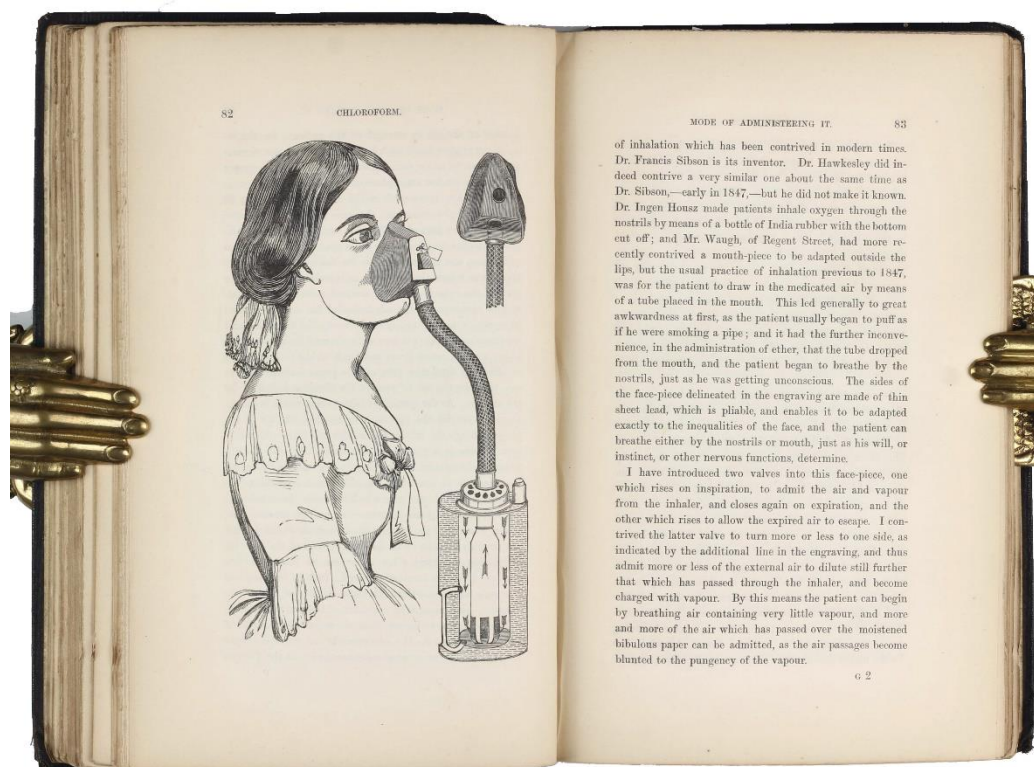 82
CHLOROFORM.
MODE OF ADMINISTERING IT. 83
of inhalation which has been contrived in modern times.
Dr. Francis Sibson is its inventor. Dr. Hawkesley did in-
deed contrive a very similar one about the same time as
Dr. Sibson,—early in 1847,—but he did not make it known.
Dr. Ingen Housz made patients inhale oxygen through the
nostrils by means of a bottle of India rubber with the bottom
cut off; and Mr. Waugh, of Regent Street, had more re-
cently contrived a mouth-piece to be adapted outside the
lips, but the usual practice of inhalation previous to 1847,
was for the patient to draw in the medicated air by means
of a tube placed in the mouth. This led generally to great
awkwardness at first, as the patient usually began to puff as
if he were smoking a pipe; and it had the further inconve-
nience, in the administration of ether, that the tube dropped
from the mouth, and the patient began to breathe by the
nostrils, just as he was getting unconscious. The sides of
the face-piece delineated in the engraving are made of thin
sheet lead, which is pliable, and enables it to be adapted
exactly to the inequalities of the face, and the patient can
breathe either by the nostrils or mouth, just as his will, or
instinct, or other nervous functions, determine.
I have introduced two valves into this face-piece, one
which rises on inspiration, to admit the air and vapour
from the inhaler, and closes again on expiration, and the
other which rises to allow the expired air to escape. I con-
trived the latter valve to turn more or less to one side, as
indicated by the additional line in the engraving, and thus
admit more or less of the external air to dilute still further
that which has passed through the inhaler, and become
charged with vapour. By this means the patient can begin
by breathing air containing very little vapour, and more
and more of the air which has passed over the moistened
bibulous paper can be admitted, as the air passages become
blunted to the pungency of the vapour.
G 2